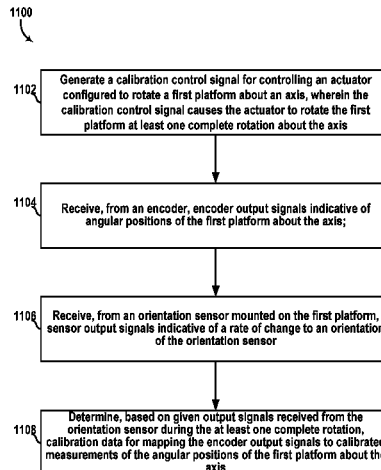 1100
1102
Generate a calibration control signal for controlling an actuator
configured to rotate a first platform about an axis, wherein the
calibration control signal causes the actuator to rotate the first
platform at least one complete rotation about the axis
1104
Receive, from an encoder, encoder output signals indicative of
angular positions of the first platform about the axis;
1106
Receive, from an orientation sensor mounted on the first platform,
sensor output signals indicative of a rate of change to an orientation
of the orientation sensor
1108
Determine, based on given output signals received from the
orientation sensor during the at least one complete rotation,
calibration data for mapping the encoder output signals to calibrated
measurements of the angular positions of the first platform about the
axis